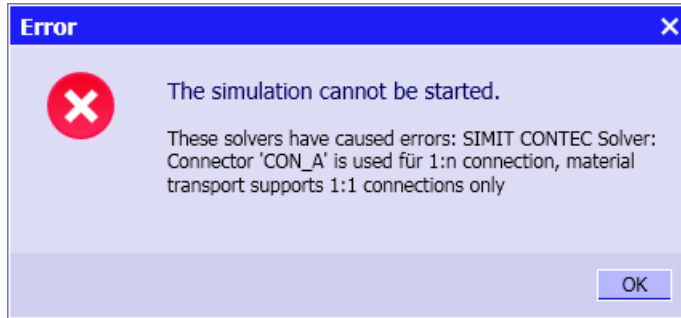 Error
The simulation cannot be started.
These solvers have caused errors: SIMIT CONTEC Solver:
Connector 'CON_A' is used für 1:n connection, material
transport supports 1:1 connections only
OK